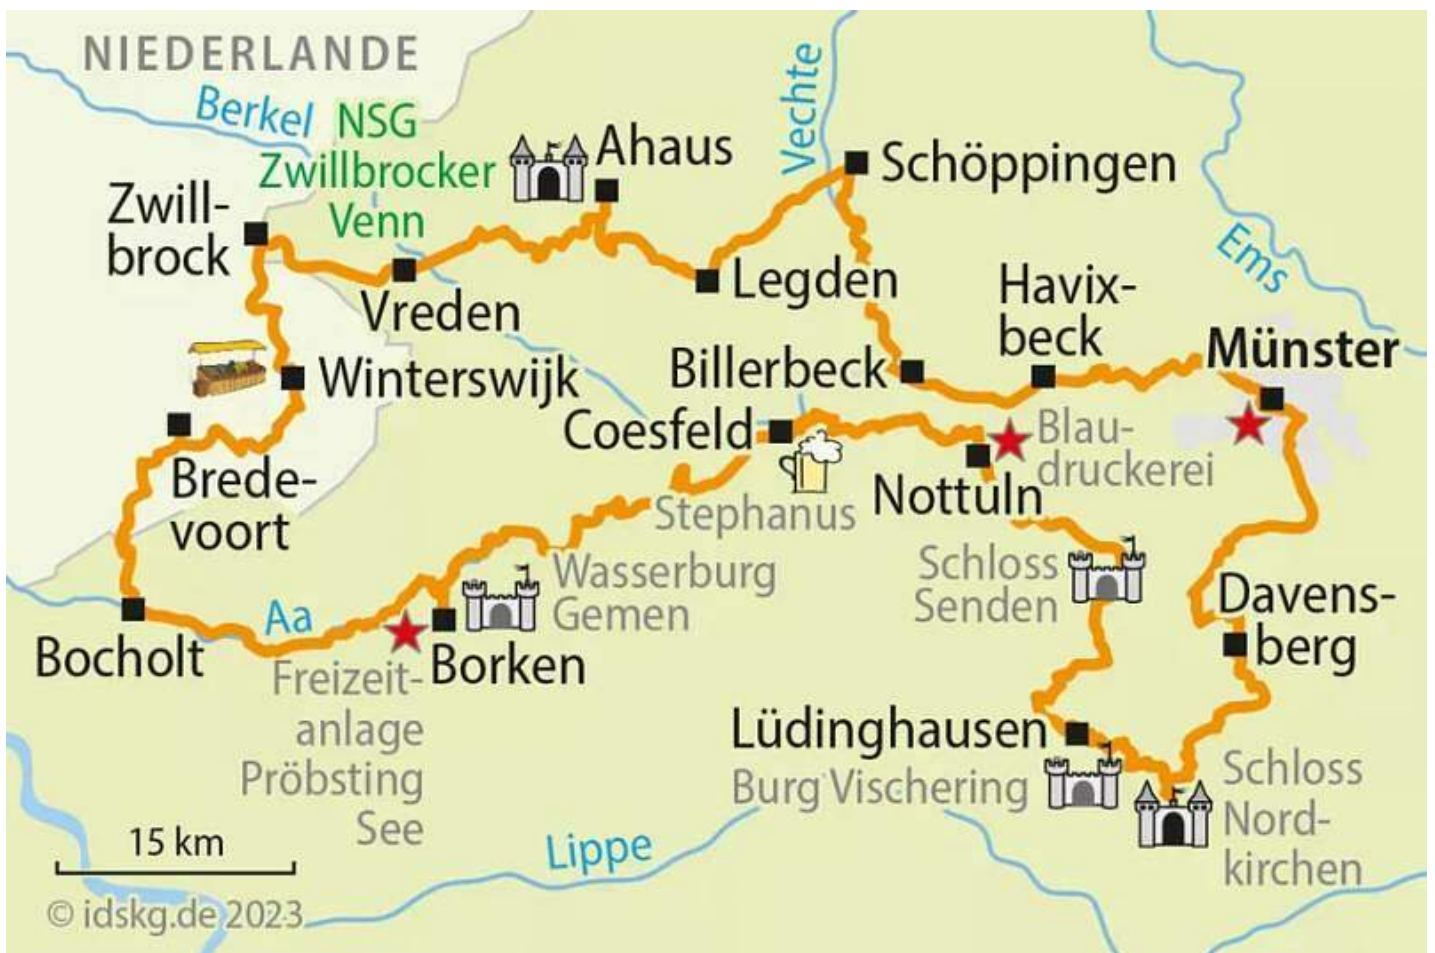 NIEDERLANDE
Berkel
NSG
Zwillbrocker
Venn
Ahaus
Vechte
Schöppingen
Zwill-
brock
Vreden
Legden
Ems
Havix-
beck
Münster
Winterswijk
Billerbeck
Coesfeld
Blau-
druckerei
Brede-
voort
Stephanus
Nottuln
Wasserburg
Gemen
Schloss
Senden
Davens-
berg
Aa
Bocholt
Borken
Freizeit-
anlage
Pröbsting
See
Lüdinghausen
Burg Vischering
Schloss
Nord-
kirchen
15 km
Lippe
© idskg.de 2023